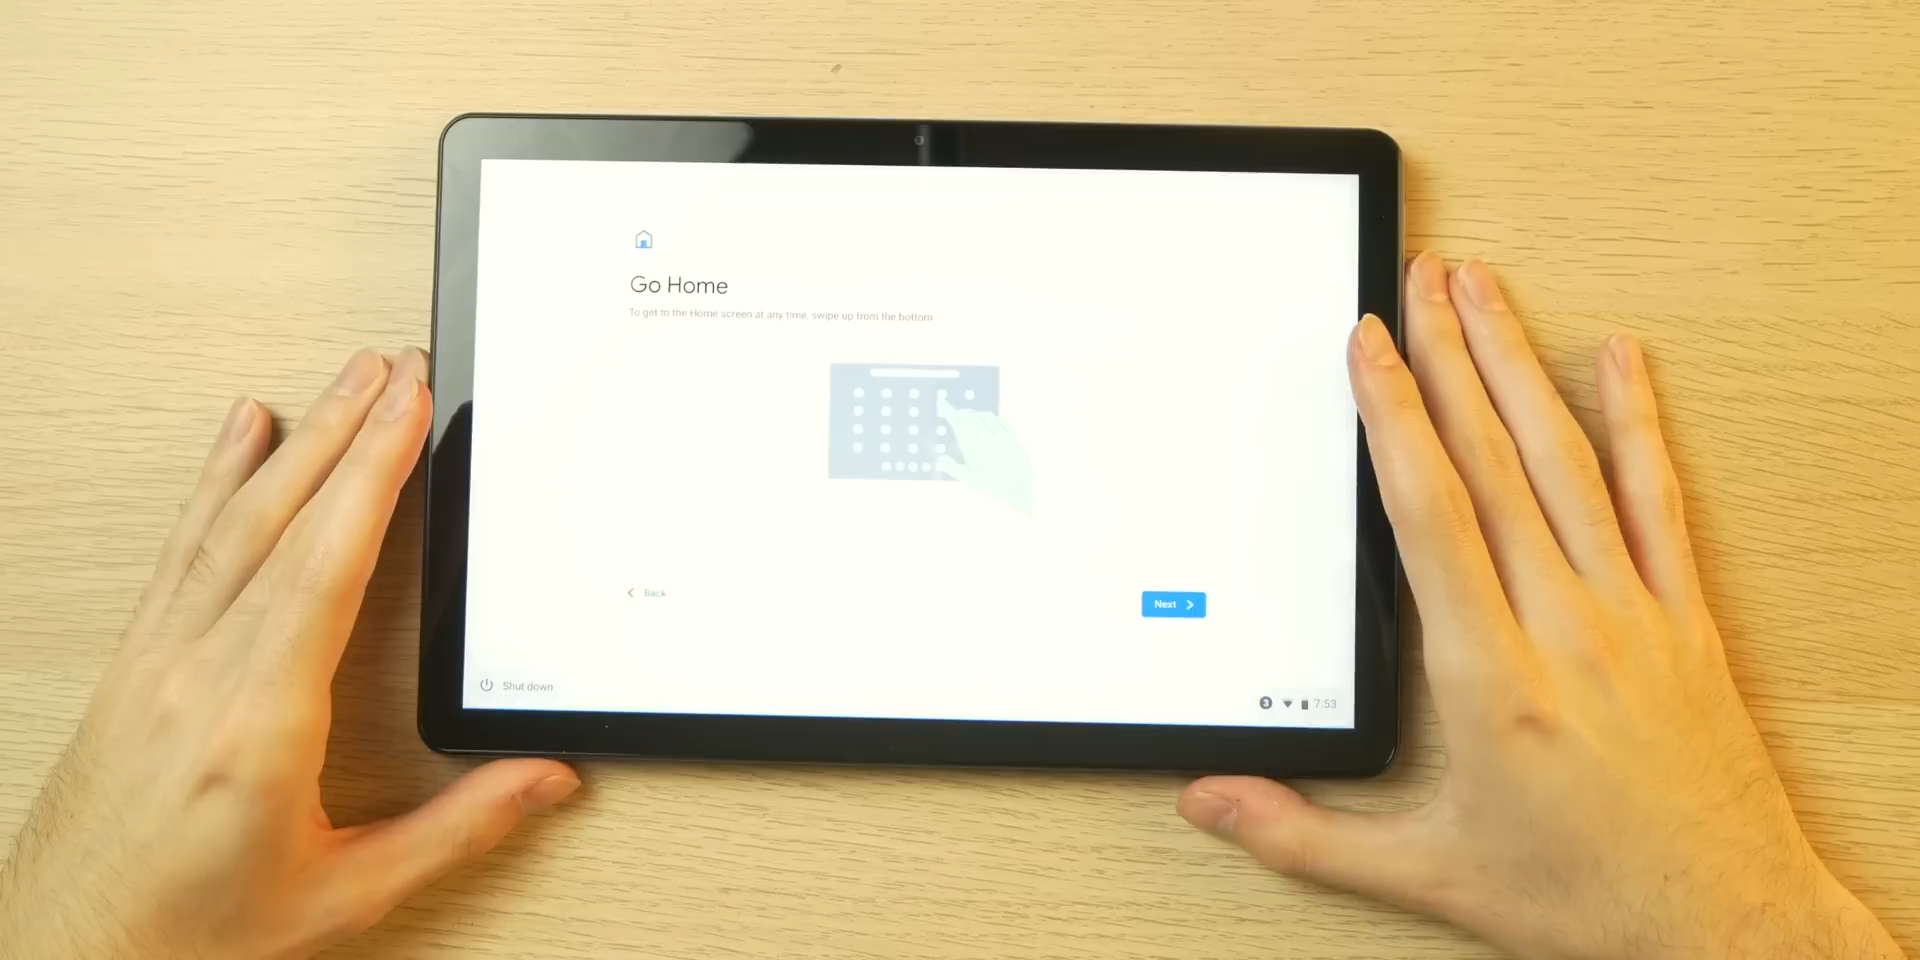 Go Home
To get to the Home screen at any time, swipe up from the bottom
Back
Next
Shut down
3
7:53